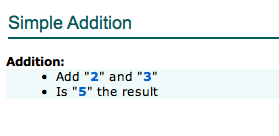 Simple Addition
Addition:
• Add "2" and "3"
• Is "5" the result